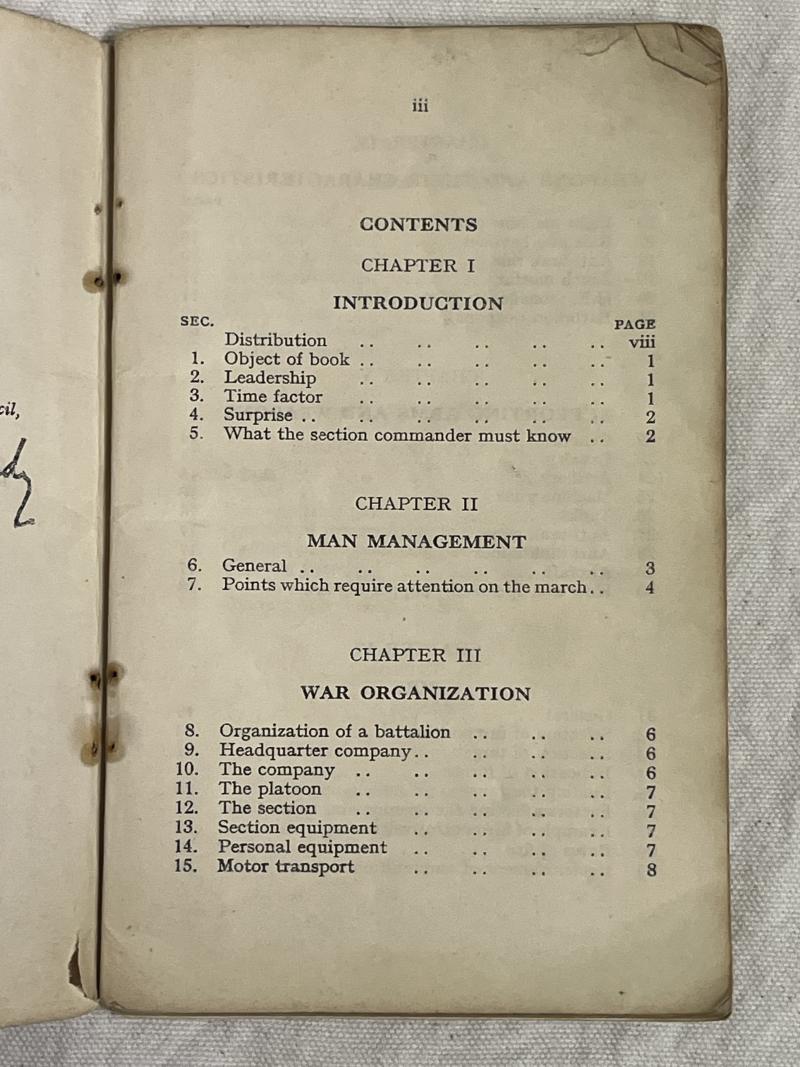 iii
CONTENTS
CHAPTER I
INTRODUCTION
SEC. PAGE
Distribution .. .. .. .. .. viii
1. Object of book .. .. .. .. .. 1
2. Leadership .. .. .. .. .. 1
3. Time factor .. .. .. .. .. 1
4. Surprise .. .. .. .. .. .. 2
5. What the section commander must know .. 2
CHAPTER II
MAN MANAGEMENT
6. General .. .. .. .. .. .. 3
7. Points which require attention on the march .. 4
CHAPTER III
WAR ORGANIZATION
8. Organization of a battalion .. .. .. 6
9. Headquarter company .. .. .. .. 6
10. The company .. .. .. .. .. 6
11. The platoon .. .. .. .. .. 7
12. The section .. .. .. .. .. 7
13. Section equipment .. .. .. .. 7
14. Personal equipment .. .. .. .. 7
15. Motor transport .. .. .. .. 8